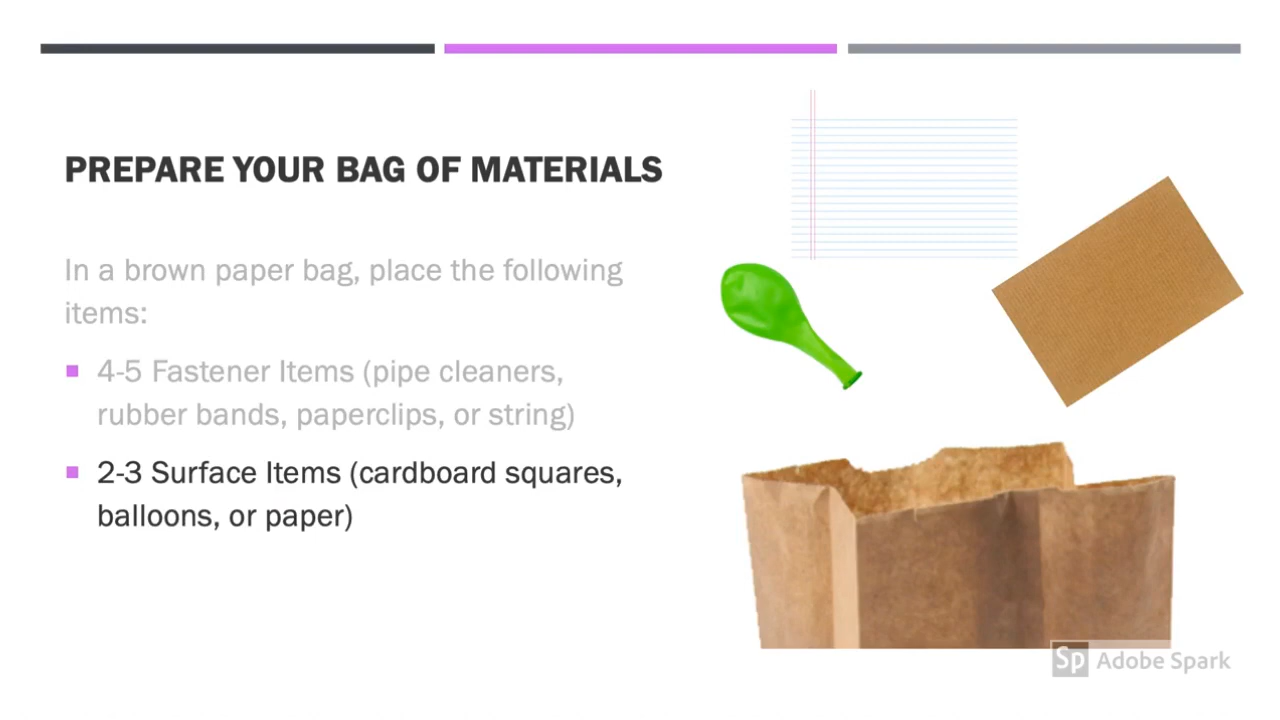 PREPARE YOUR BAG OF MATERIALS
In a brown paper bag, place the following
items:
4-5 Fastener Items (pipe cleaners,
rubber bands, paperclips, or string)
2-3 Surface Items (cardboard squares,
balloons, or paper)
Sp Adobe Spark